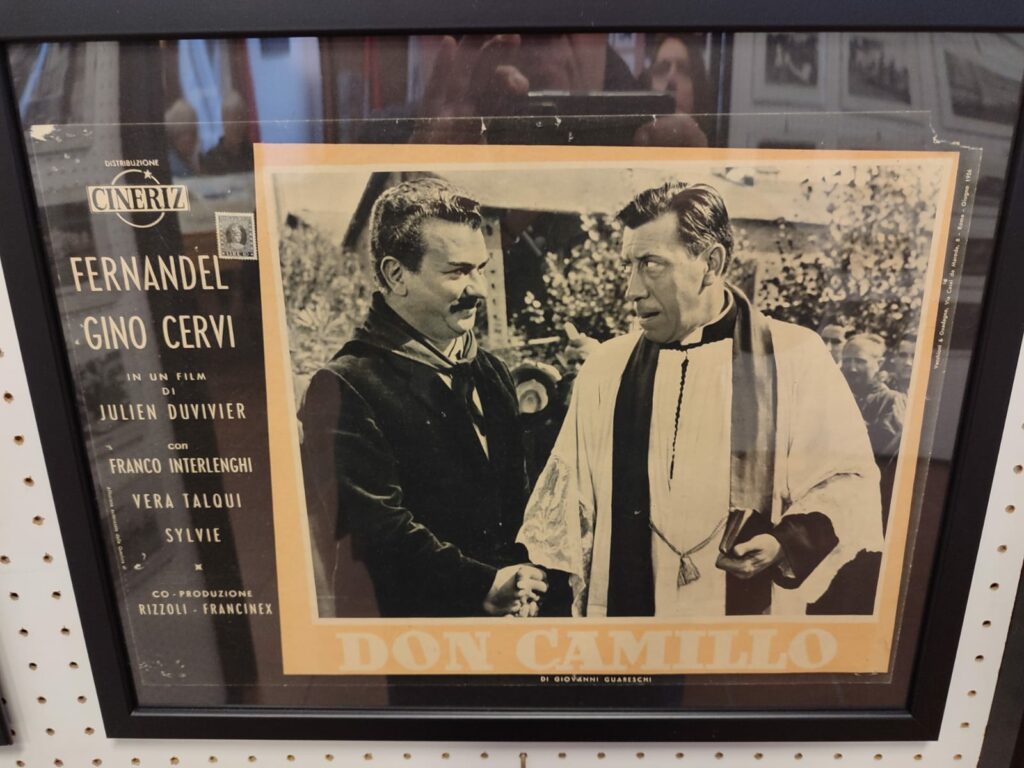 DISTRIBUZIONE
CINERIZ
FERNANDEL
GINO CERVI
IN UN FILM
DI
JULIEN DUVIVIER
con
FRANCO INTERLENGHI
VERA TALQUI
SYLVIE
CO-PRODUZIONE
RIZZOLI - FRANCINEX
DON CAMILLO
DI GIOVANNI GUARESCHI